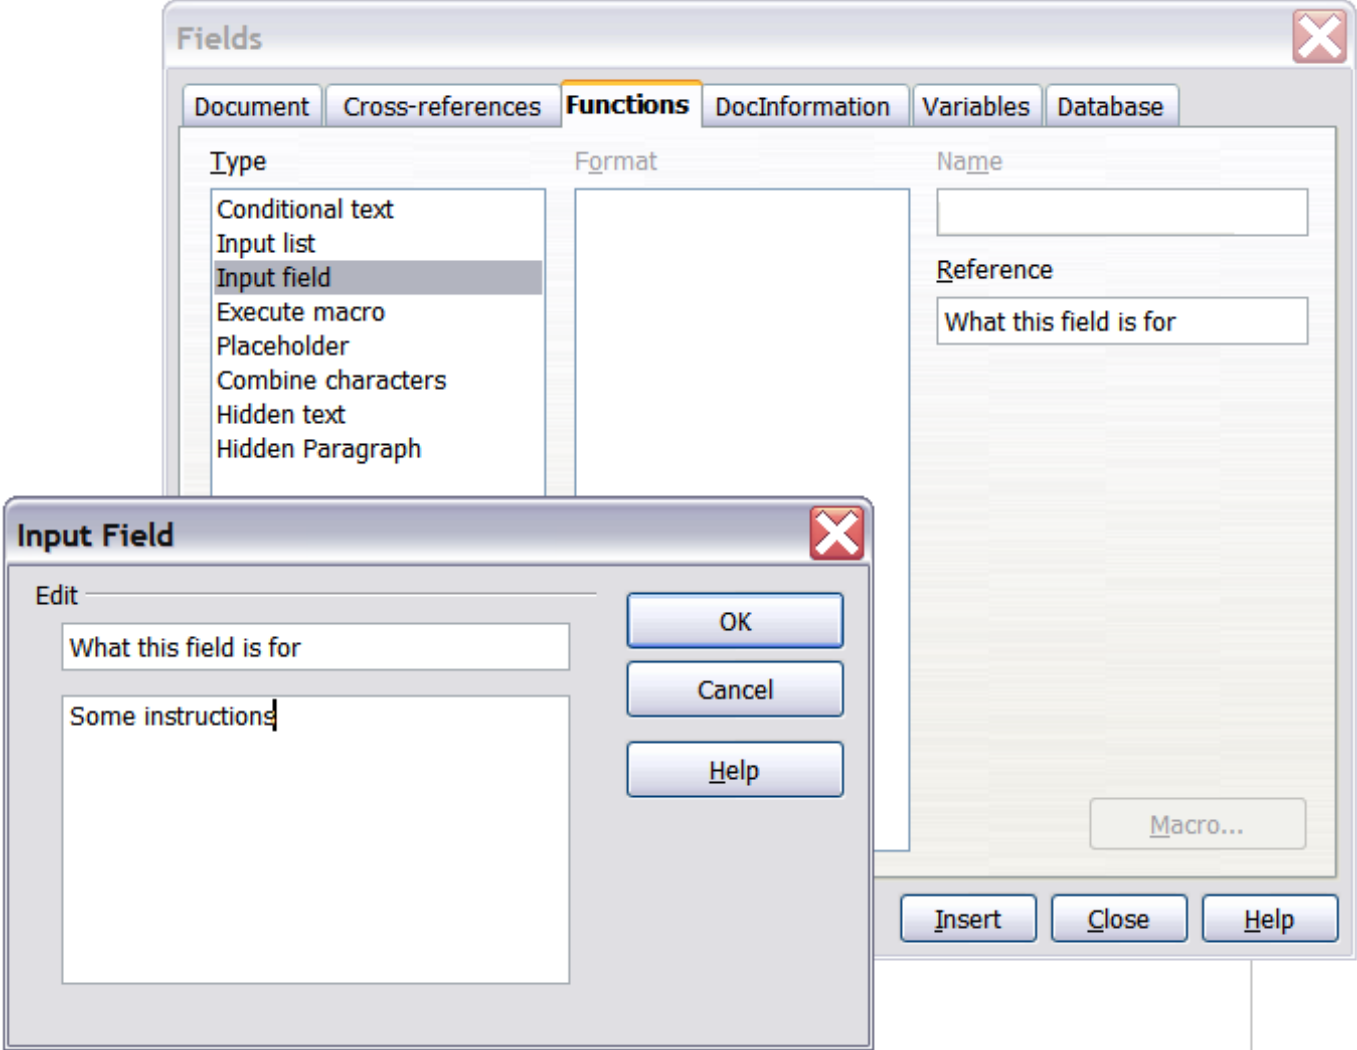 Fields
Document Cross-references Functions DocInformation Variables Database
Type Format Name
Conditional text
Input list
Input field
Execute macro
Placeholder
Combine characters
Hidden text
Hidden Paragraph
Reference
What this field is for
Macro...
Insert Close Help
Input Field
Edit
What this field is for
Some instructions
OK
Cancel
Help